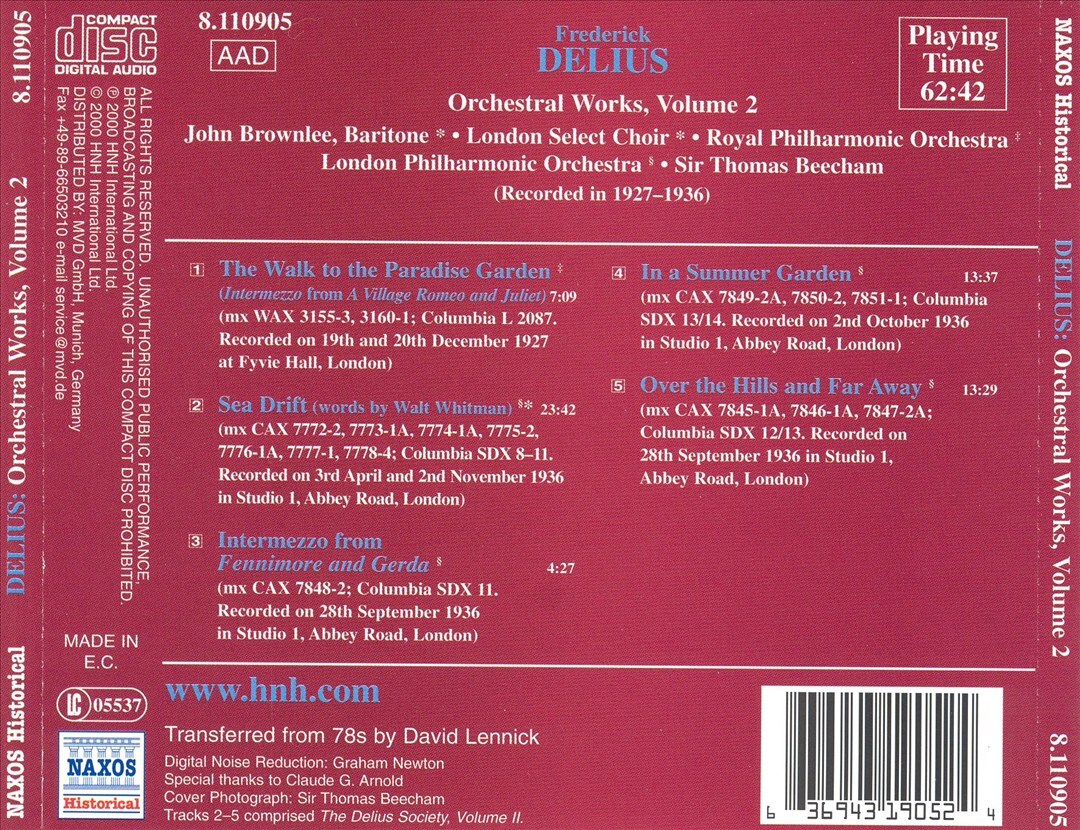 8.110905
DELIUS: Orchestral Works, Volume 2
NAXOS Historical
COMPACT
disc
DIGITAL AUDIO
ALL RIGHTS RESERVED. UNAUTHORISED PUBLIC PERFORMANCE,
BROADCASTING AND COPYING OF THIS COMPACT DISC PROHIBITED.
℗ 2000 HNH International Ltd.
© 2000 HNH International Ltd.
DISTRIBUTED BY: MVD GmbH, Munich, Germany
Fax +49-89-66503210 e-mail service@mvd.de
MADE IN
E.C.
LC 05537
NAXOS
Historical
8.110905
AAD
Frederick
DELIUS
Playing
Time
62:42
Orchestral Works, Volume 2
John Brownlee, Baritone * • London Select Choir * • Royal Philharmonic Orchestra ‡
London Philharmonic Orchestra § • Sir Thomas Beecham
(Recorded in 1927–1936)
1 The Walk to the Paradise Garden ‡
(Intermezzo from A Village Romeo and Juliet) 7:09
(mx WAX 3155-3, 3160-1; Columbia L 2087.
Recorded on 19th and 20th December 1927
at Fyvie Hall, London)
2 Sea Drift (words by Walt Whitman) §* 23:42
(mx CAX 7772-2, 7773-1A, 7774-1A, 7775-2,
7776-1A, 7777-1, 7778-4; Columbia SDX 8–11.
Recorded on 3rd April and 2nd November 1936
in Studio 1, Abbey Road, London)
3 Intermezzo from
Fennimore and Gerda § 4:27
(mx CAX 7848-2; Columbia SDX 11.
Recorded on 28th September 1936
in Studio 1, Abbey Road, London)
4 In a Summer Garden § 13:37
(mx CAX 7849-2A, 7850-2, 7851-1; Columbia
SDX 13/14. Recorded on 2nd October 1936
in Studio 1, Abbey Road, London)
5 Over the Hills and Far Away § 13:29
(mx CAX 7845-1A, 7846-1A, 7847-2A;
Columbia SDX 12/13. Recorded on
28th September 1936 in Studio 1,
Abbey Road, London)
www.hnh.com
Transferred from 78s by David Lennick
Digital Noise Reduction: Graham Newton
Special thanks to Claude G. Arnold
Cover Photograph: Sir Thomas Beecham
Tracks 2–5 comprised The Delius Society, Volume II.
6 36943 19052 4
NAXOS Historical
DELIUS: Orchestral Works, Volume 2
8.110905